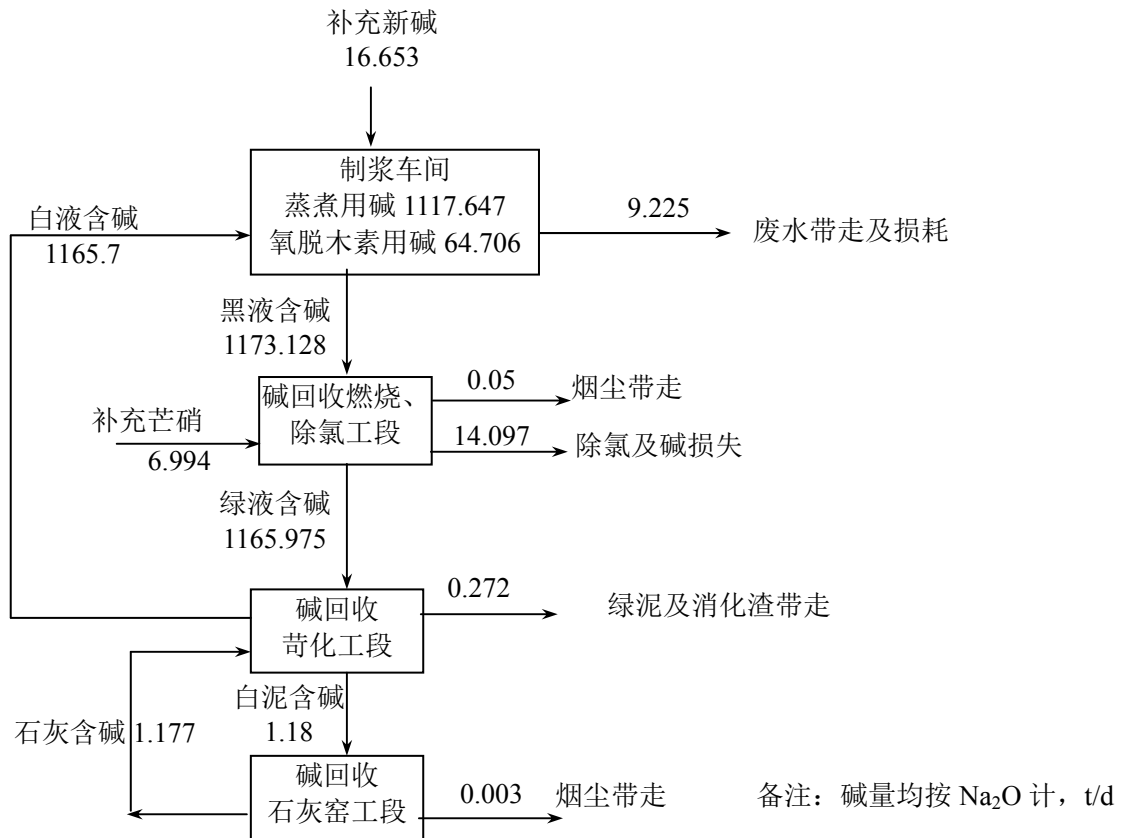 补充新碱
16.653
制浆车间
蒸煮用碱 1117.647
氧脱木素用碱 64.706
白液含碱
1165.7
9.225
废水带走及损耗
黑液含碱
1173.128
碱回收燃烧、
除氯工段
0.05
烟尘带走
补充芒硝
6.994
14.097
除氯及碱损失
绿液含碱
1165.975
碱回收
苛化工段
0.272
绿泥及消化渣带走
白泥含碱
1.18
石灰含碱 1.177
碱回收
石灰窑工段
0.003
烟尘带走
备注：碱量均按 Na₂O 计，t/d